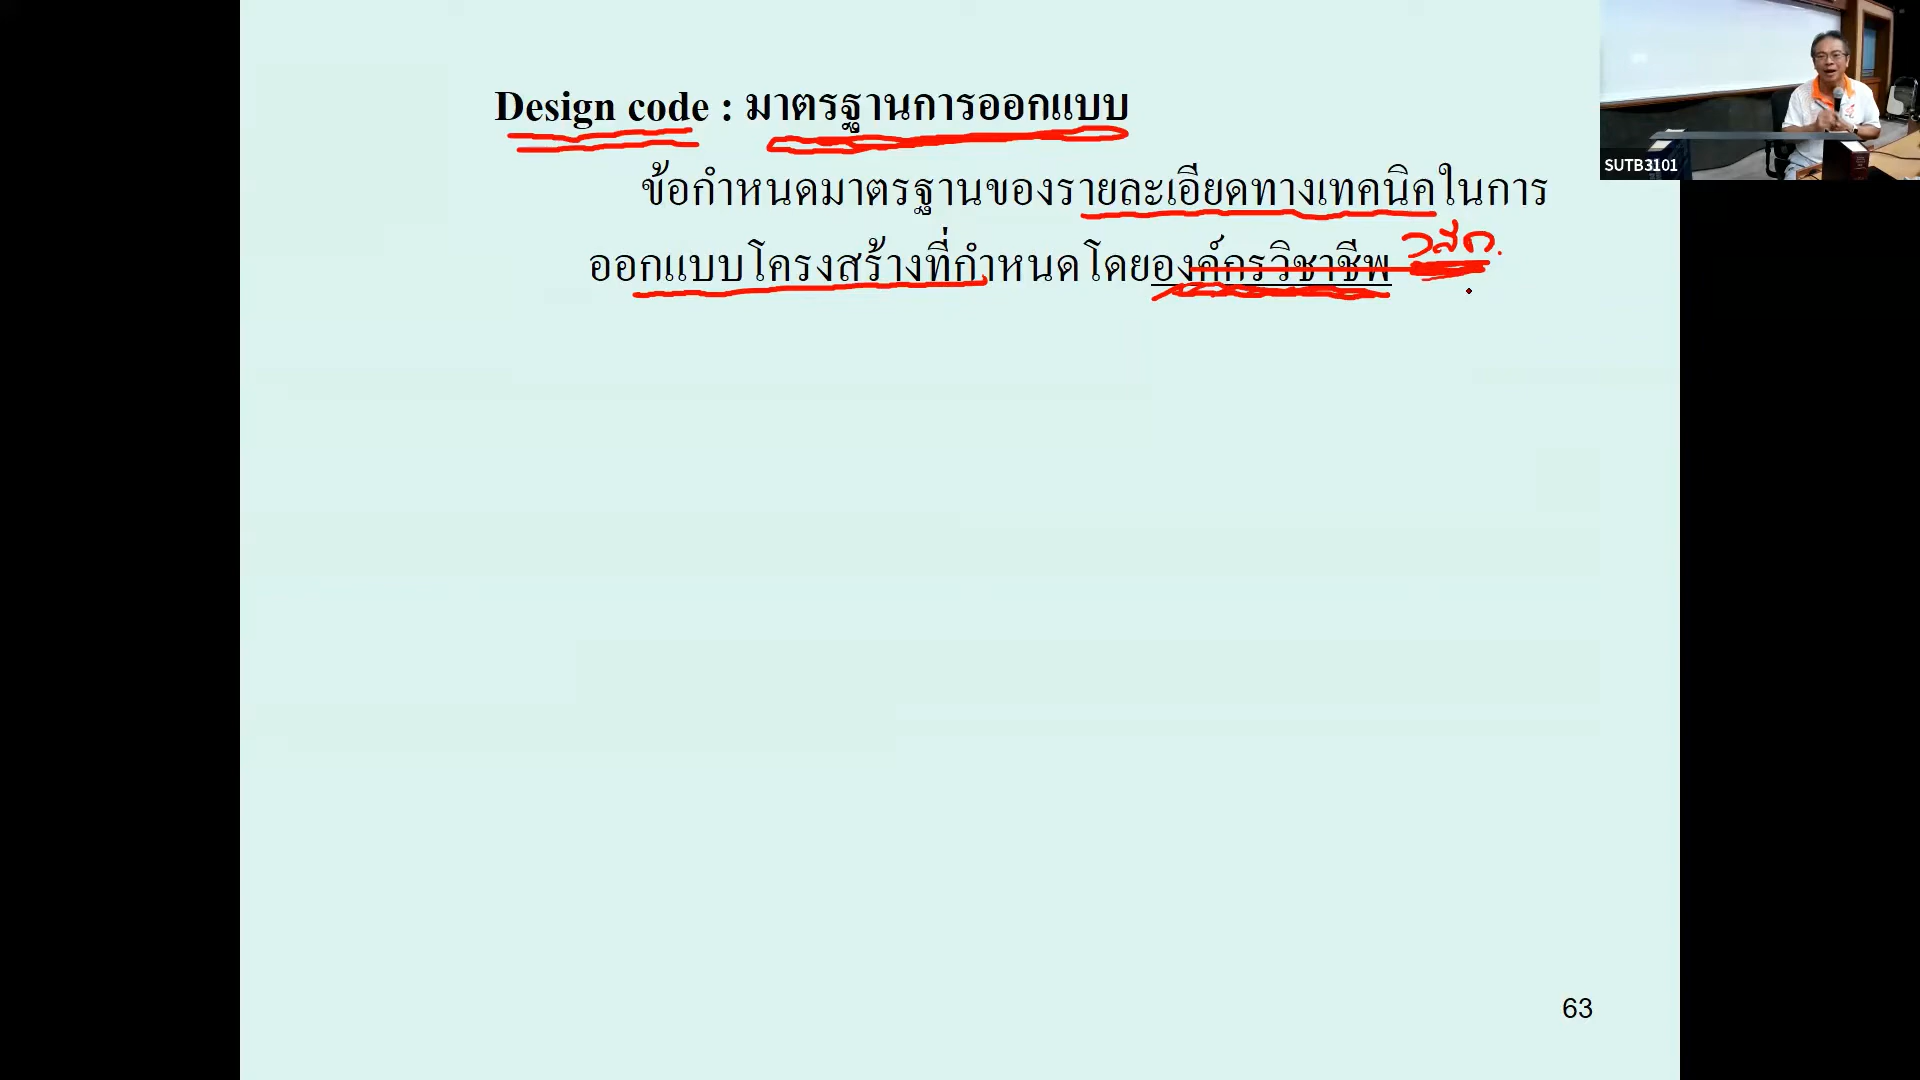 Design code : มาตรฐานการออกแบบ
ข้อกำหนดมาตรฐานของรายละเอียดทางเทคนิคในการ
ออกแบบโครงสร้างที่กำหนดโดยองค์กรวิชาชีพ วสท.
SUTB3101
63